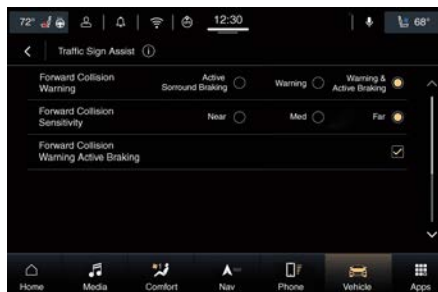 72° 12:30 68°
Traffic Sign Assist
Forward Collision
Warning
Active
Sorround Braking
Warning
Warning &
Active Braking
Forward Collision
Sensitivity
Near Med Far
Forward Collision
Warning Active Braking
Home Media Comfort Nav Phone Vehicle Apps